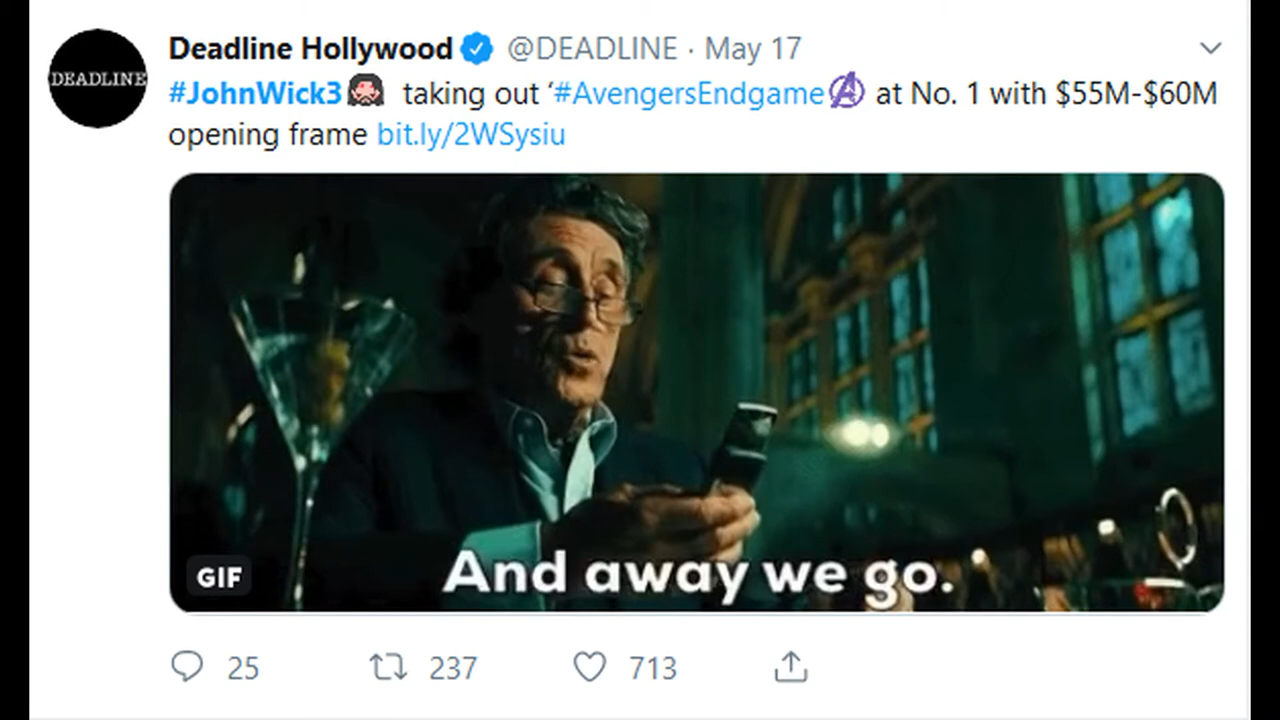 DEADLINE
Deadline Hollywood @DEADLINE · May 17
#JohnWick3 taking out ‘#AvengersEndgame at No. 1 with $55M-$60M
opening frame bit.ly/2WSysiu
GIF
And away we go.
25 237 713